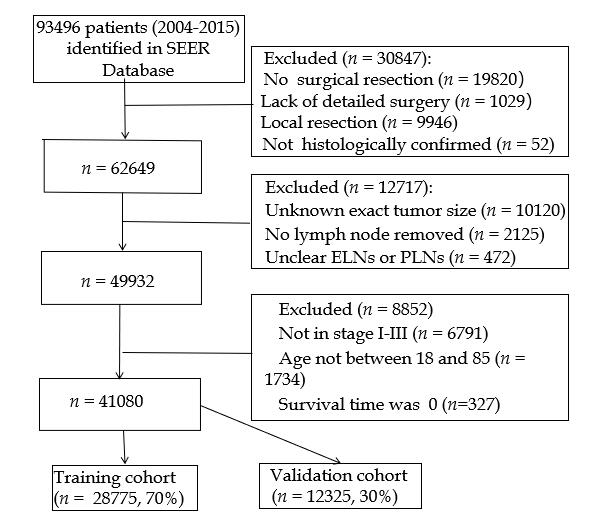 93496 patients (2004-2015)
identified in SEER
Database
Excluded (n = 30847):
No surgical resection (n = 19820)
Lack of detailed surgery (n = 1029)
Local resection (n = 9946)
Not histologically confirmed (n = 52)
n = 62649
Excluded (n = 12717):
Unknown exact tumor size (n = 10120)
No lymph node removed (n = 2125)
Unclear ELNs or PLNs (n = 472)
n = 49932
Excluded (n = 8852)
Not in stage I-III (n = 6791)
Age not between 18 and 85 (n =
1734)
Survival time was 0 (n=327)
n = 41080
Training cohort
(n = 28775, 70%)
Validation cohort
(n = 12325, 30%)